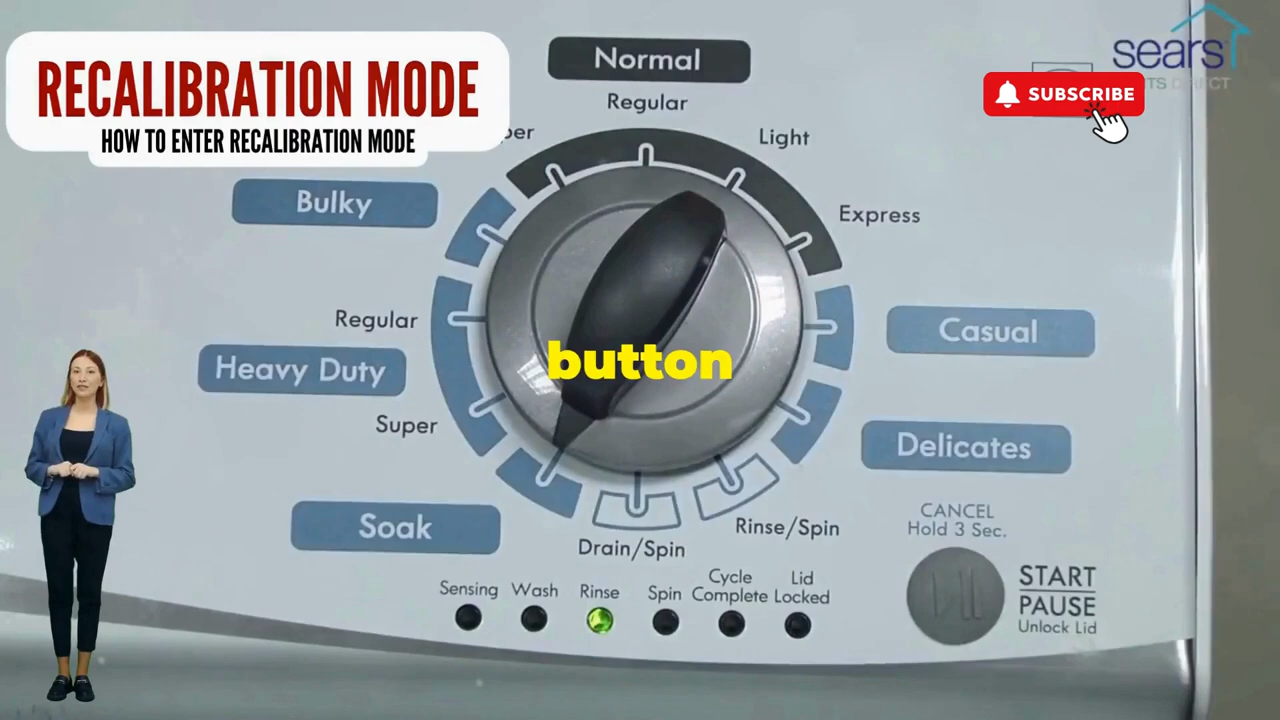 sears
RECALIBRATION MODE
HOW TO ENTER RECALIBRATION MODE
SUBSCRIBE
DIRECT
Normal
Regular
Light
Bulky
Express
Regular
Casual
Heavy Duty
button
Super
Delicates
Soak
Rinse/Spin
Drain/Spin
CANCEL
Hold 3 Sec.
Sensing
Wash
Rinse
Spin
Cycle
Complete
Lid
Locked
START
PAUSE
Unlock Lid